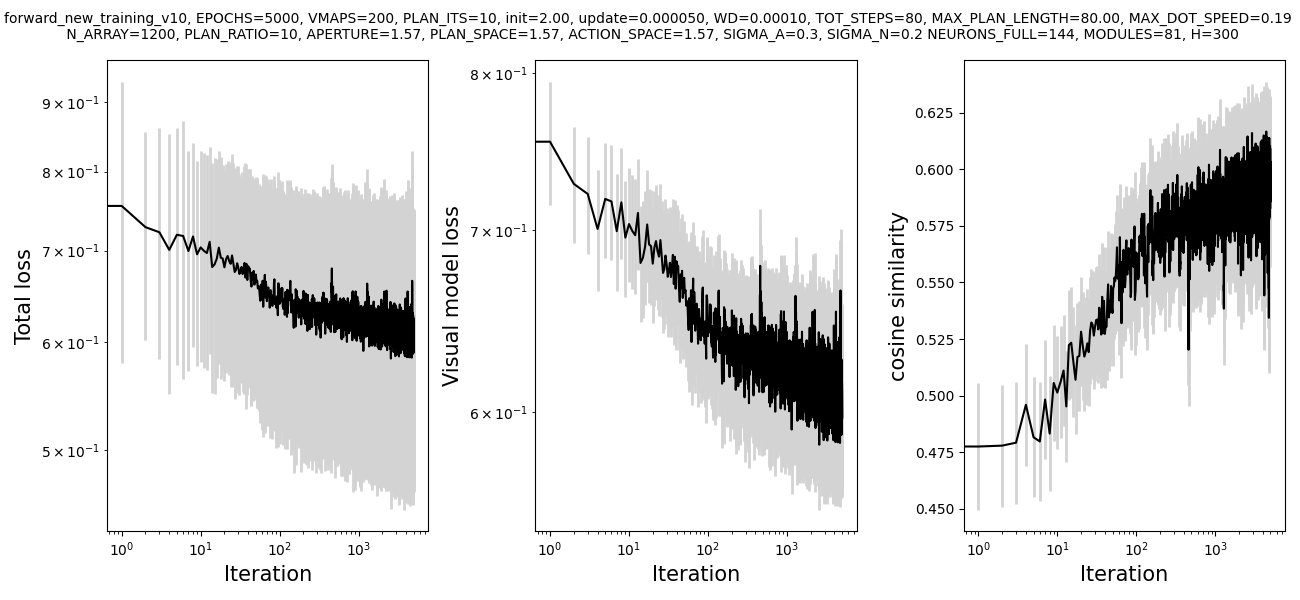 forward_new_training_v10, EPOCHS=5000, VMAPS=200, PLAN_ITS=10, init=2.00, update=0.000050, WD=0.00010, TOT_STEPS=80, MAX_PLAN_LENGTH=80.00, MAX_DOT_SPEED=0.19
N_ARRAY=1200, PLAN_RATIO=10, APERTURE=1.57, PLAN_SPACE=1.57, ACTION_SPACE=1.57, SIGMA_A=0.3, SIGMA_N=0.2 NEURONS_FULL=144, MODULES=81, H=300
Total loss
9 × 10⁻¹
8 × 10⁻¹
7 × 10⁻¹
6 × 10⁻¹
5 × 10⁻¹
10⁰ 10¹ 10² 10³
Iteration
Visual model loss
8 × 10⁻¹
7 × 10⁻¹
6 × 10⁻¹
10⁰ 10¹ 10² 10³
Iteration
cosine similarity
0.625
0.600
0.575
0.550
0.525
0.500
0.475
0.450
10⁰ 10¹ 10² 10³
Iteration